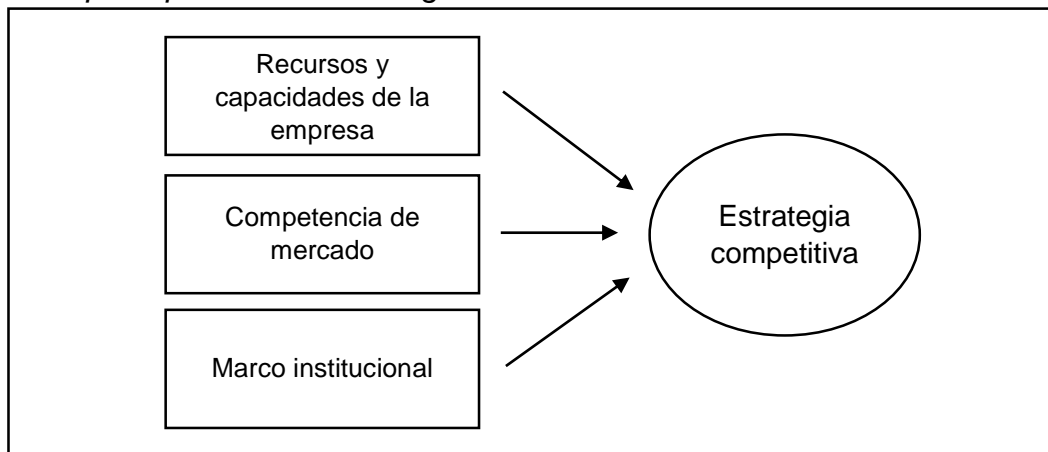 Recursos y
capacidades de la
empresa
Competencia de
mercado
Marco institucional
Estrategia
competitiva